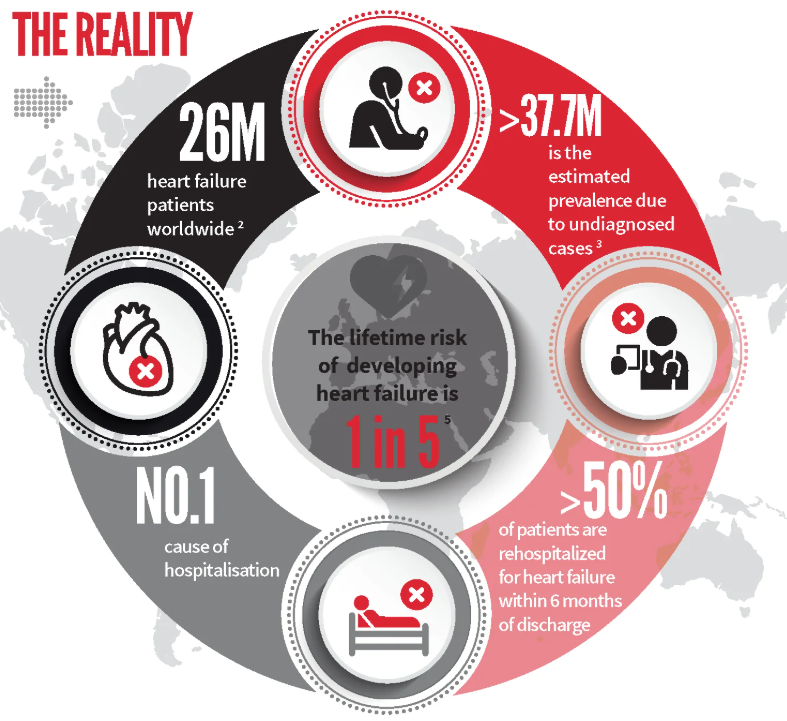 THE REALITY
26M
heart failure
patients
worldwide ²
>37.7M
is the
estimated
prevalence due
to undiagnosed
cases ³
The lifetime risk
of developing
heart failure is
1 in 5 ⁵
NO.1
cause of
hospitalisation
>50%
of patients are
rehospitalized
for heart failure
within 6 months
of discharge